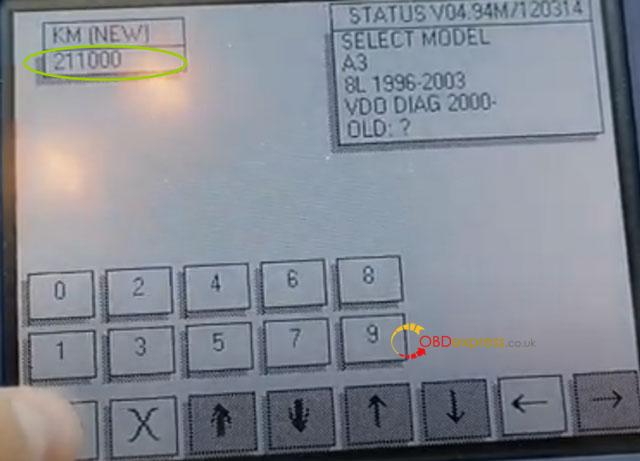 KM (NEW)
211000
STATUS V04.94M/120314
SELECT MODEL
A3
8L 1996-2003
VDO DIAG 2000-
OLD: ?
0 2 4 6 8
1 3 5 7 9
OBDexpress.co.uk
X